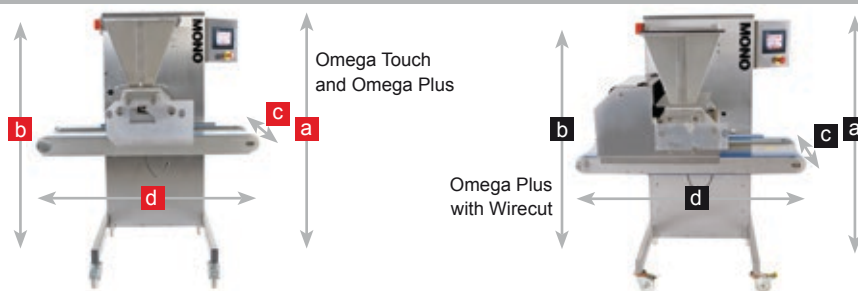 MONO
Omega Touch
and Omega Plus
b
c
a
d
MONO
b
c
a
Omega Plus
with Wirecut
d